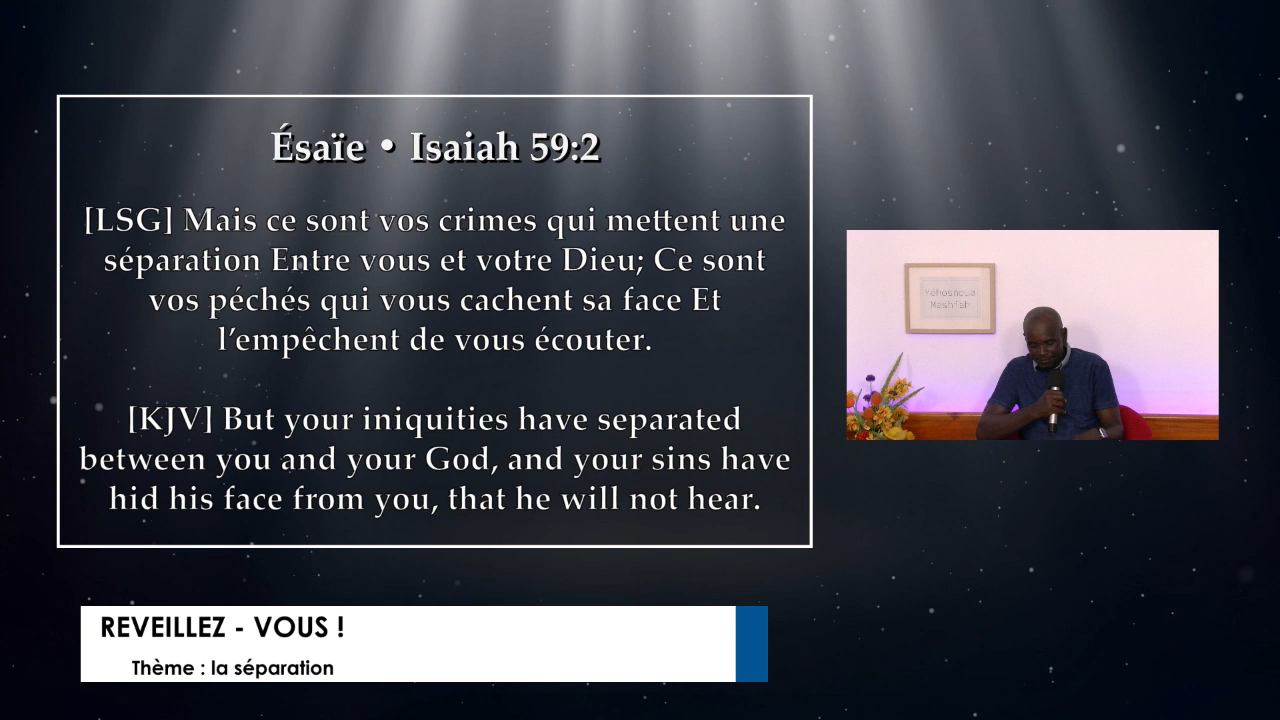 Ésaïe • Isaiah 59:2
[LSG] Mais ce sont vos crimes qui mettent une
séparation Entre vous et votre Dieu; Ce sont
vos péchés qui vous cachent sa face Et
l’empêchent de vous écouter.
[KJV] But your iniquities have separated
between you and your God, and your sins have
hid his face from you, that he will not hear.
Yéhoshoua
Mashïah
REVEILLEZ - VOUS !
Thème : la séparation